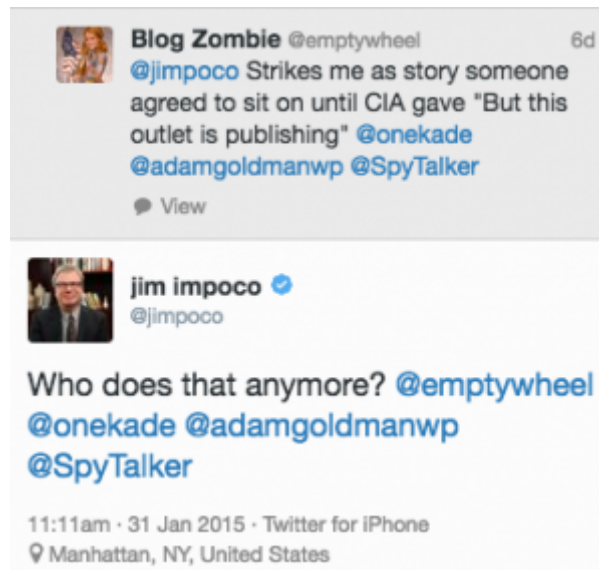 Blog Zombie @emptywheel 6d
@jimpoco Strikes me as story someone
agreed to sit on until CIA gave "But this
outlet is publishing" @onekade
@adamgoldmanwp @SpyTalker
View
jim impoco
@jimpoco
Who does that anymore? @emptywheel
@onekade @adamgoldmanwp
@SpyTalker
11:11am · 31 Jan 2015 · Twitter for iPhone
Manhattan, NY, United States